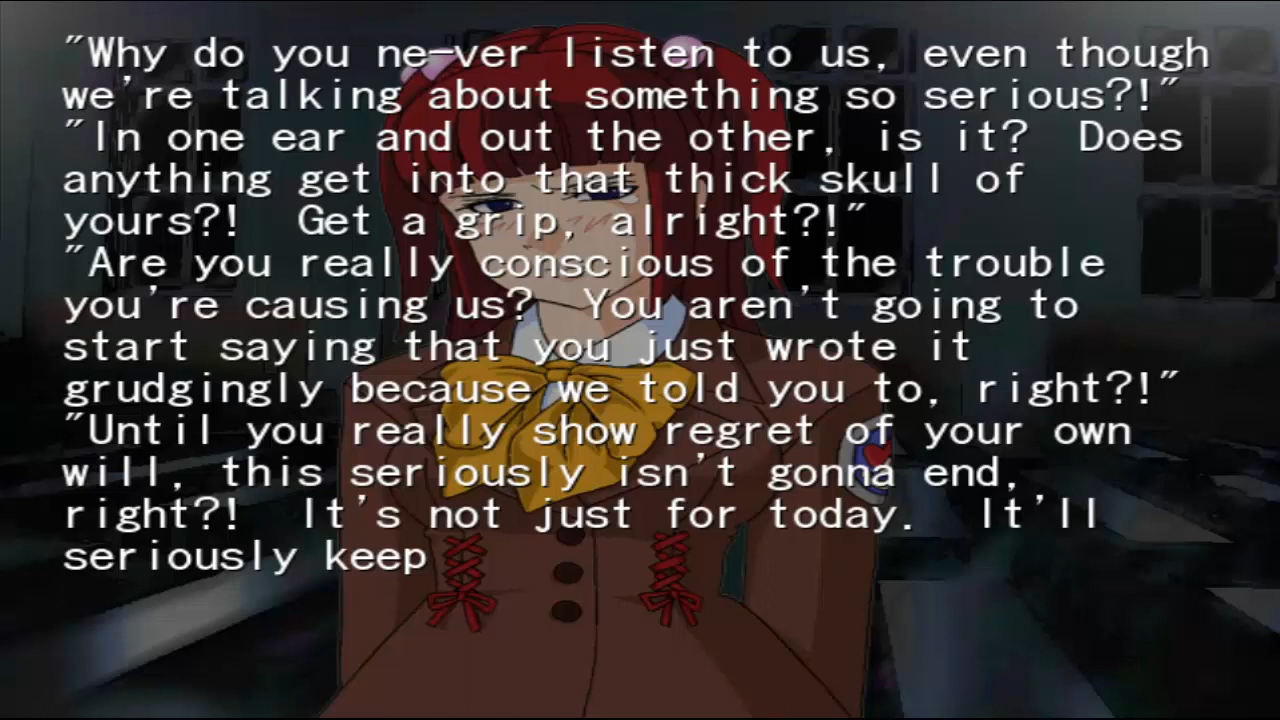 "Why do you ne-ver listen to us, even though
we're talking about something so serious?!"
"In one ear and out the other, is it?  Does
anything get into that thick skull of
yours?!  Get a grip, alright?!"
"Are you really conscious of the trouble
you're causing us?  You aren't going to
start saying that you just wrote it
grudgingly because we told you to, right?!"
"Until you really show regret of your own
will, this seriously isn't gonna end,
right?!  It's not just for today.  It'll
seriously keep